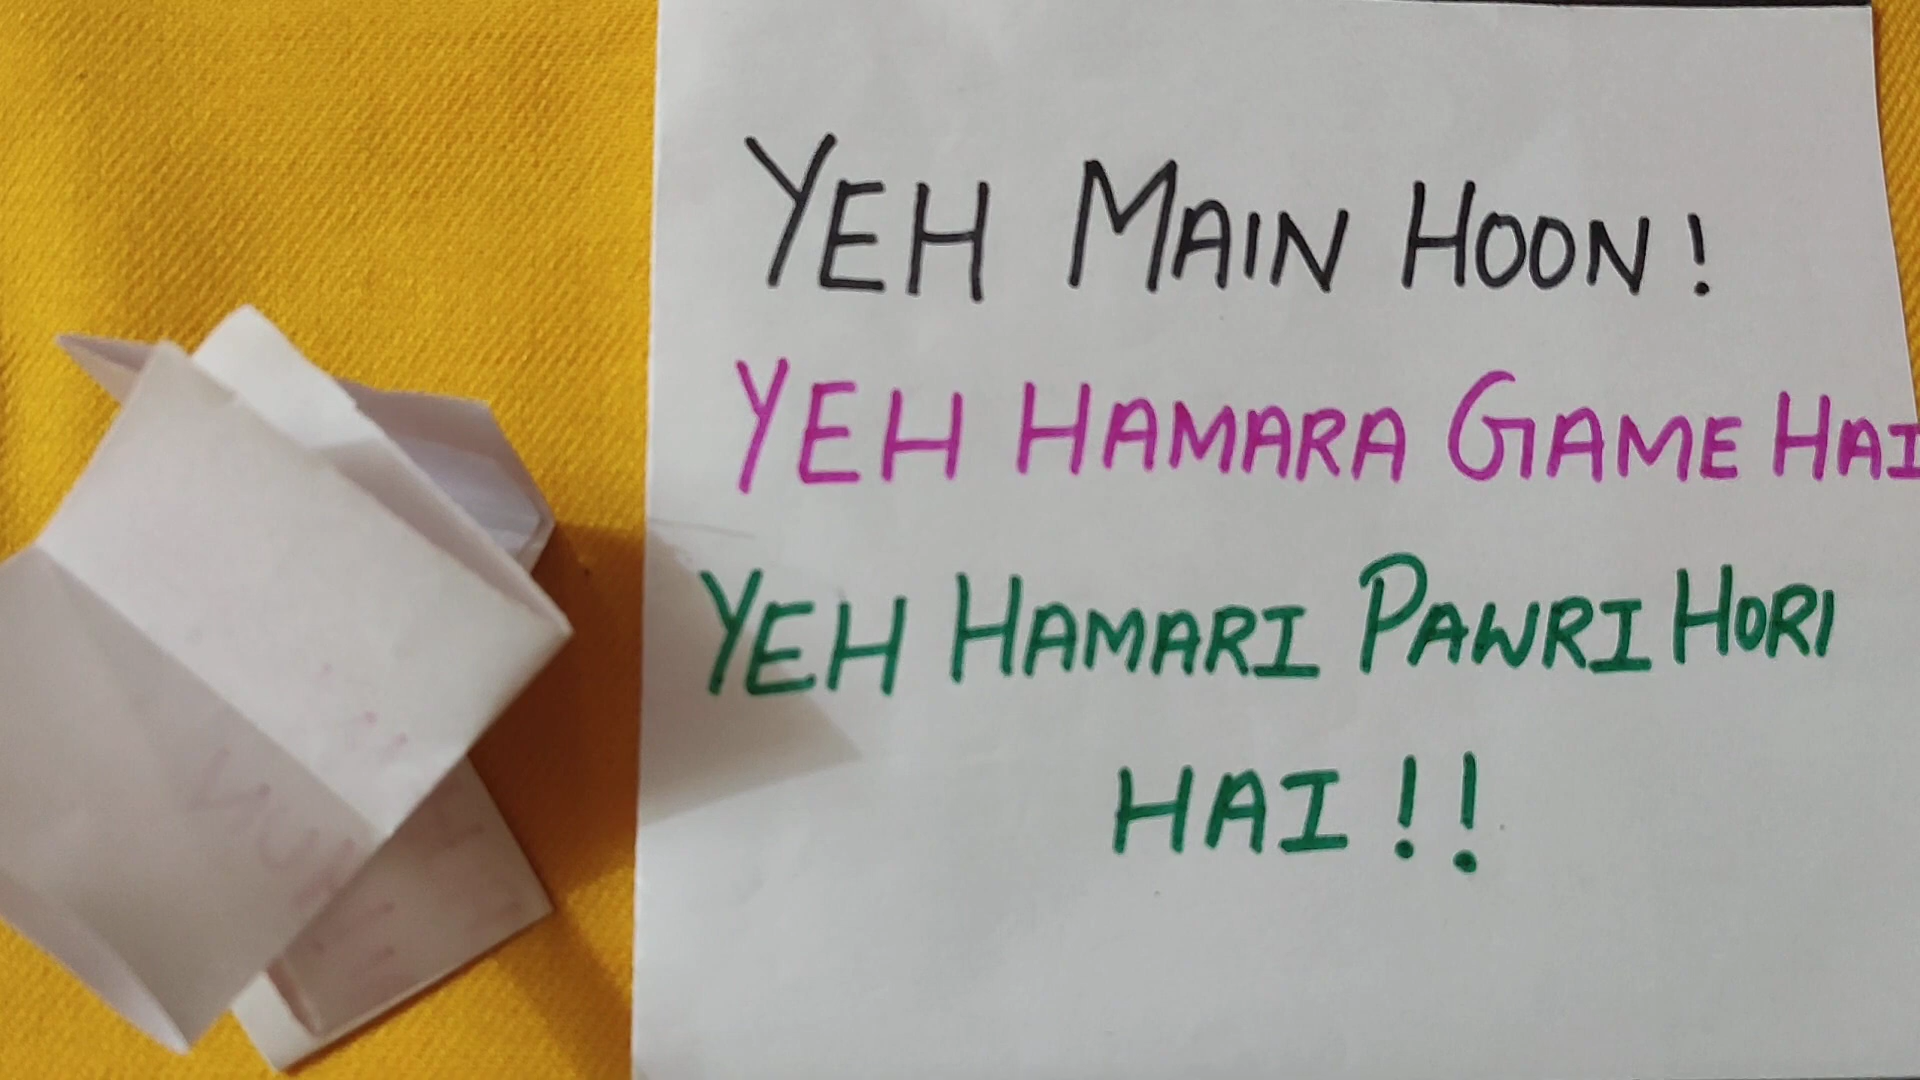 YEH MAIN HOON!
YEH HAMARA GAME HAI
YEH HAMARI PAWRI HORI
HAI!!